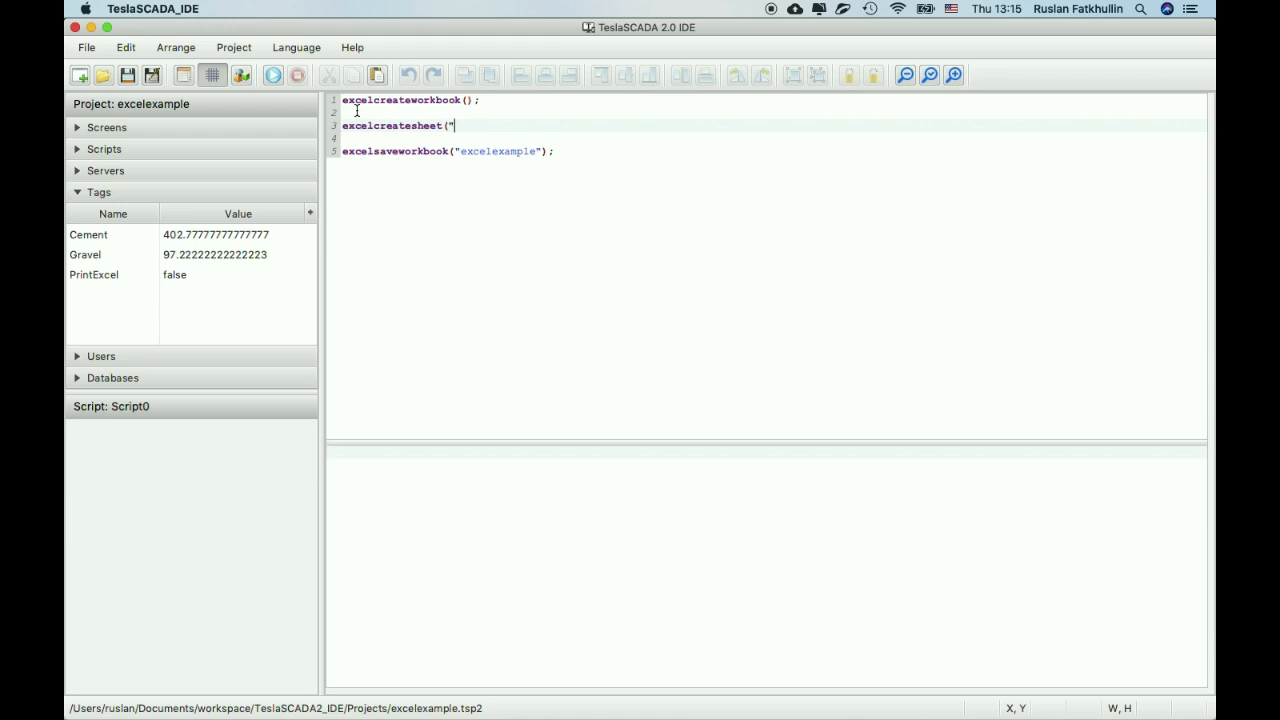 TeslaSCADA_IDE
Thu 13:15 Ruslan Fatkhullin
TeslaSCADA 2.0 IDE
File Edit Arrange Project Language Help
Project: excelexample
Screens
Scripts
Servers
Tags
Name Value
Cement 402.77777777777777
Gravel 97.22222222222223
PrintExcel false
Users
Databases
Script: Script0
1 excelcreateworkbook();
2
3 excelcreatesheet("
4
5 excelsaveworkbook("excelexample");
/Users/ruslan/Documents/workspace/TeslaSCADA2_IDE/Projects/excelexample.tsp2
X, Y
W, H